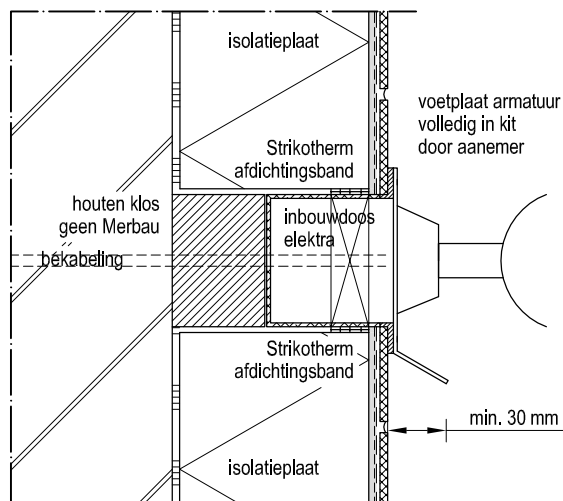 isolatieplaat
voetplaat armatuur
volledig in kit
door aanemer
Strikotherm
afdichtingsband
houten klos
geen Merbau
inbouwdoos
elektra
bekabeling
Strikotherm
afdichtingsband
min. 30 mm
isolatieplaat